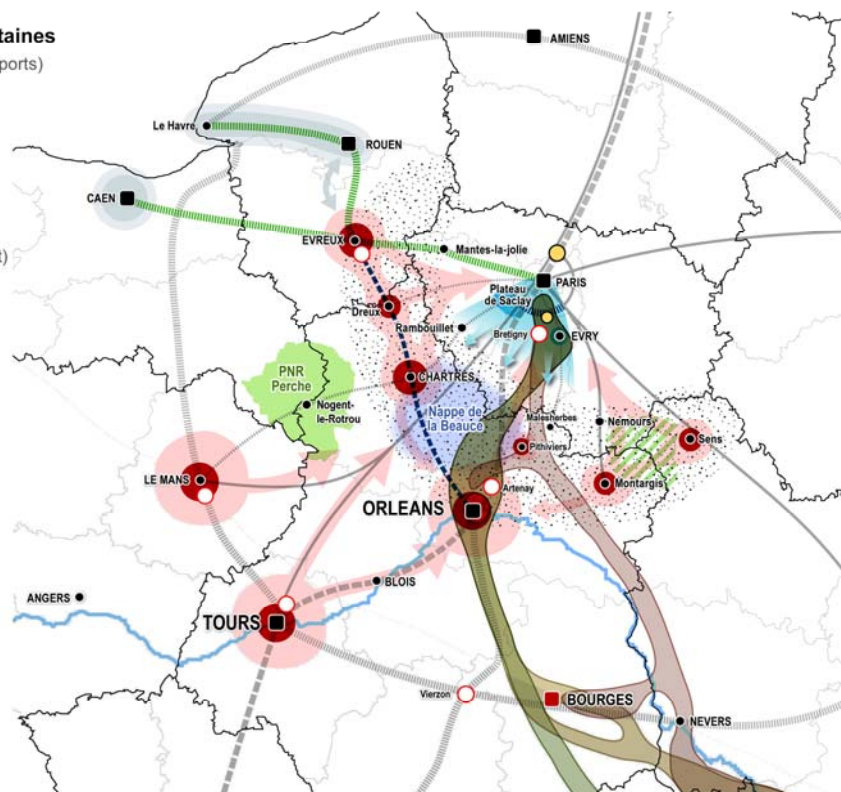 taines
ports)
AMIENS
Le Havre
ROUEN
CAEN
EVREUX
Mantes-la-jolie
t)
PARIS
Plateau
de Saclay
Dreux
Rambouillet
Bretigny
EVRY
CHARTRES
PNR
Perche
Nogent-
le-Rotrou
Nappe de
la Beauce
Malesherbes
Nemours
Sens
Pithiviers
LE MANS
Artenay
Montargis
ORLEANS
BLOIS
ANGERS
TOURS
Vierzon
BOURGES
NEVERS